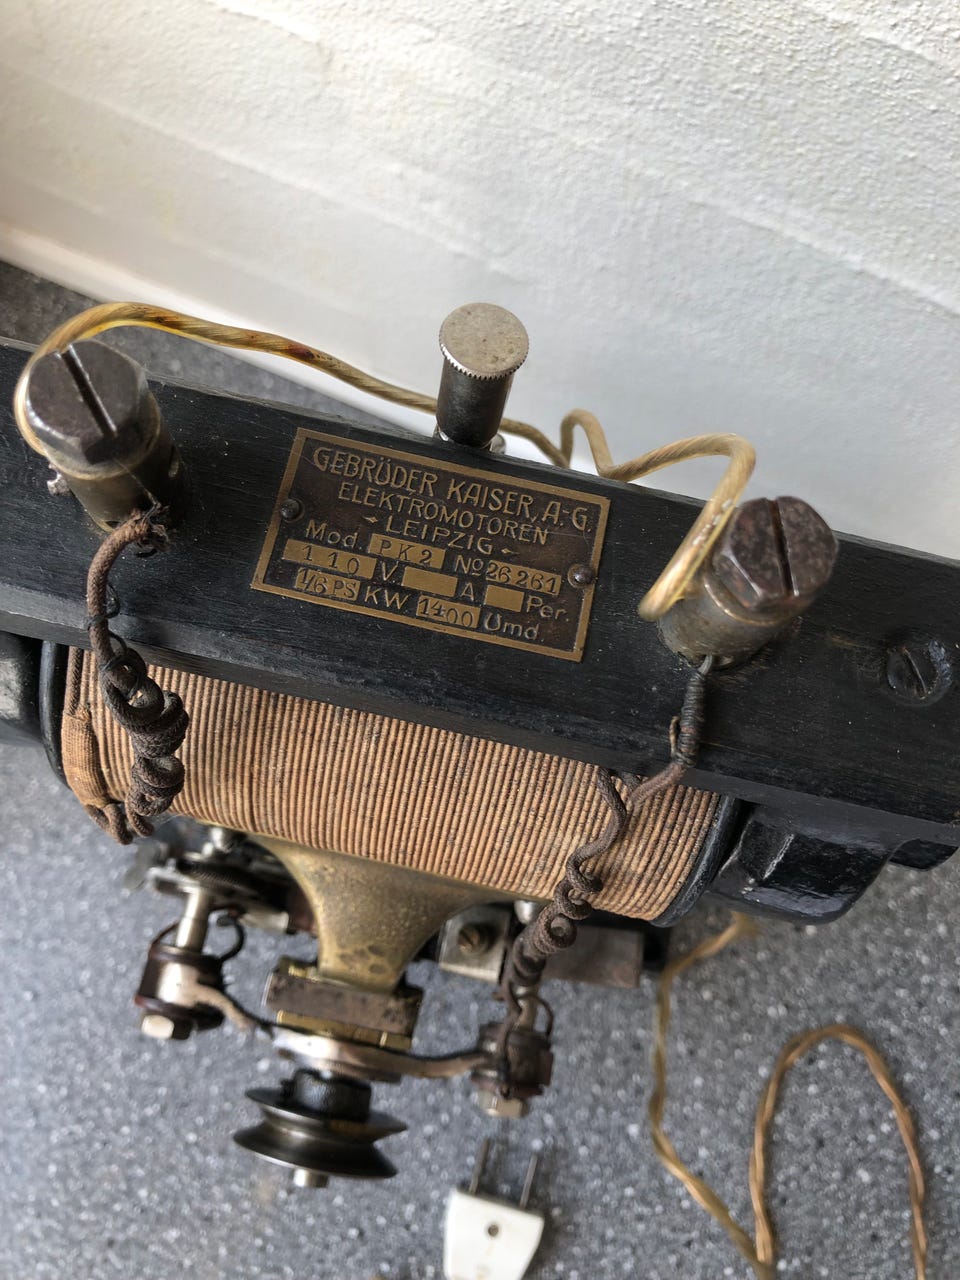 GEBRÜDER KAISER, A-G.
ELEKTROMOTOREN
LEIPZIG
Mod. PK2 No 26261
110 V. A Per.
1/6 PS KW. 1400 Umd.